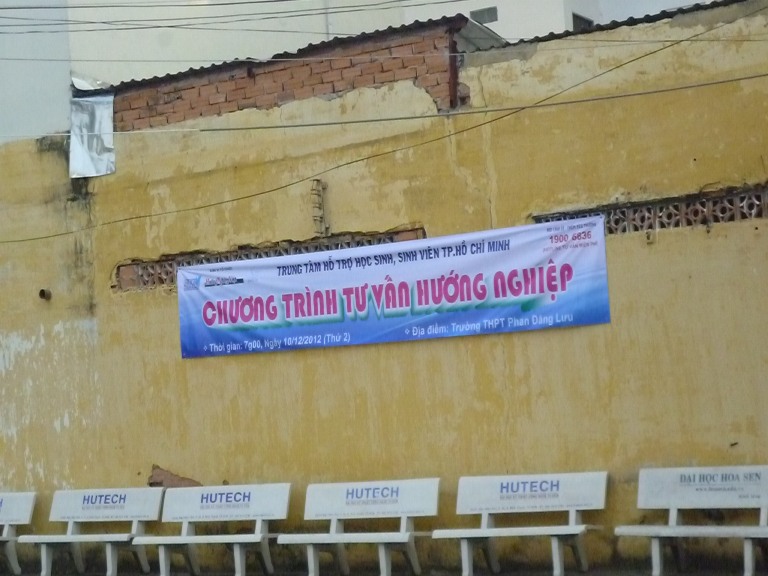 TRUNG TÂM HỖ TRỢ HỌC SINH, SINH VIÊN TP.HỒ CHÍ MINH
1900 6636
CHƯƠNG TRÌNH TƯ VẤN HƯỚNG NGHIỆP
Thời gian: 7g00, Ngày 10/12/2012 (Thứ 2)
Địa điểm: Trường THPT Phan Đăng Lưu
HUTECH
HUTECH
HUTECH
HUTECH
ĐẠI HỌC HOA SEN